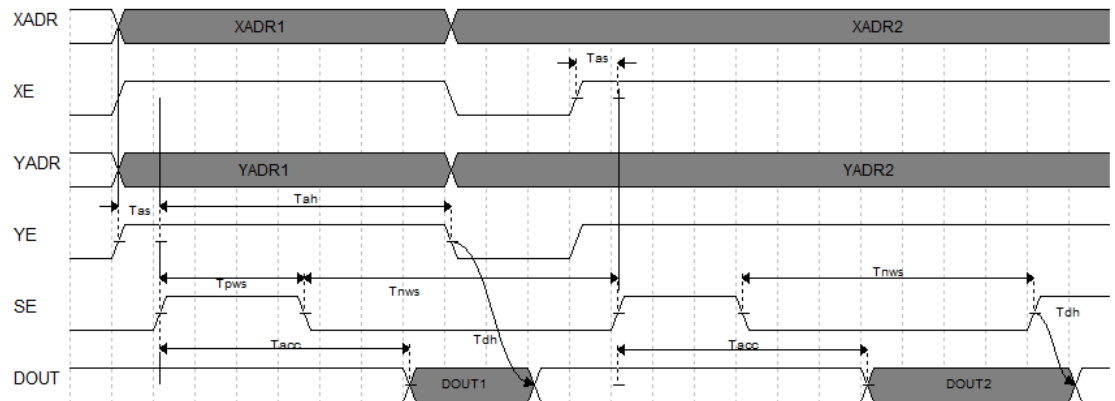 XADR XADR1 XADR2
Tas
XE
YADR YADR1 YADR2
Tas Tah
YE
Tpws Tnws Tnws
SE
Tacc Tdh Tacc Tdh
DOUT DOUT1 DOUT2